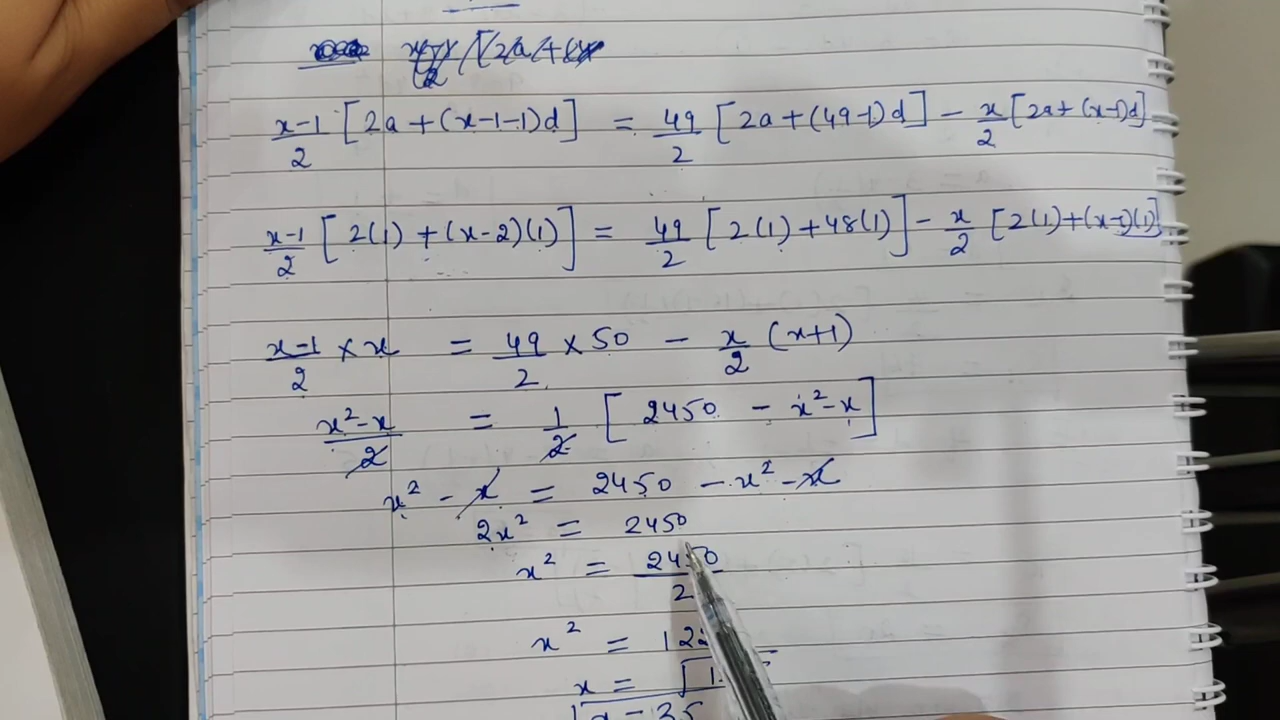 x-1/2 [2a+(x-1-1)d] = 49/2 [2a+(49-1)d] - x/2 [2a+(x-1)d]
x-1/2 [2(1)+(x-2)(1)] = 49/2 [2(1)+48(1)] - x/2 [2(1)+(x-1)(1)]
x-1/2 × x = 49/2 × 50 - x/2 (x+1)
x²-x/2 = 1/2 [2450 - x²-x]
x² - x = 2450 - x² - x
2x² = 2450
x² = 2450/2
x² = 122
x = √1
x = 35